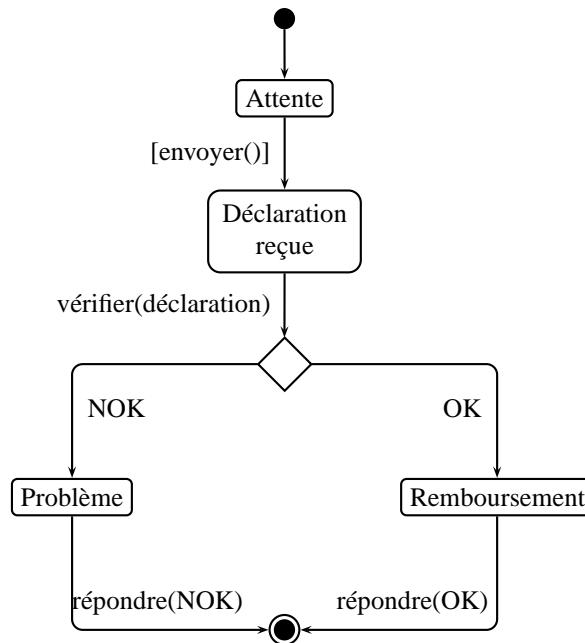 Attente
[envoyer()]
Déclaration
reçue
vérifier(déclaration)
NOK
OK
Problème
Remboursement
répondre(NOK)
répondre(OK)